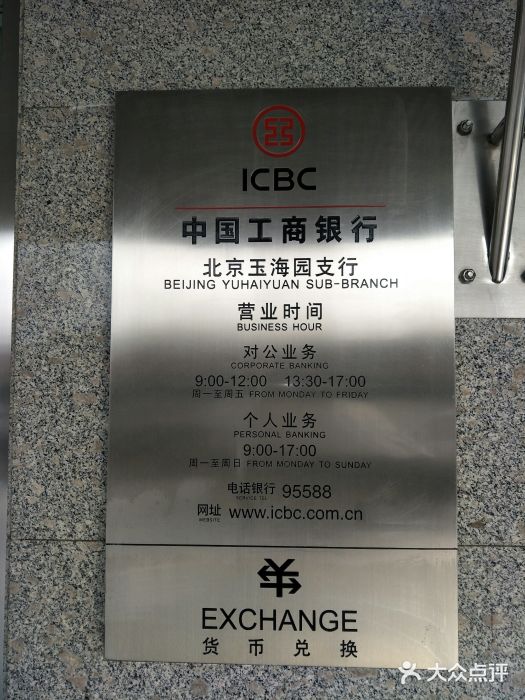 ICBC
中国工商银行
北京玉海园支行
BEIJING YUHAIYUAN SUB-BRANCH
营业时间
BUSINESS HOUR
对公业务
CORPORATE BANKING
9:00-12:00 13:30-17:00
周一至周五 FROM MONDAY TO FRIDAY
个人业务
PERSONAL BANKING
9:00-17:00
周一至周日 FROM MONDAY TO SUNDAY
电话银行 95588
SERVICE TEL
网址 www.icbc.com.cn
WEBSITE
EXCHANGE
货币兑换
大众点评